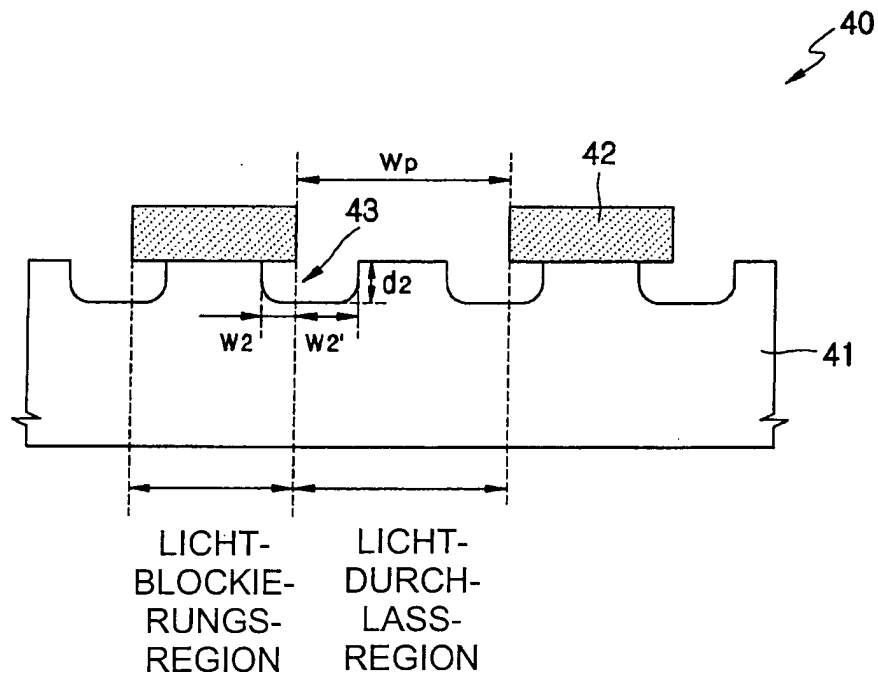 40
Wp
42
43
d2
W2
W2'
41
LICHT-
BLOCKIE-
RUNGS-
REGION
LICHT-
DURCH-
LASS-
REGION